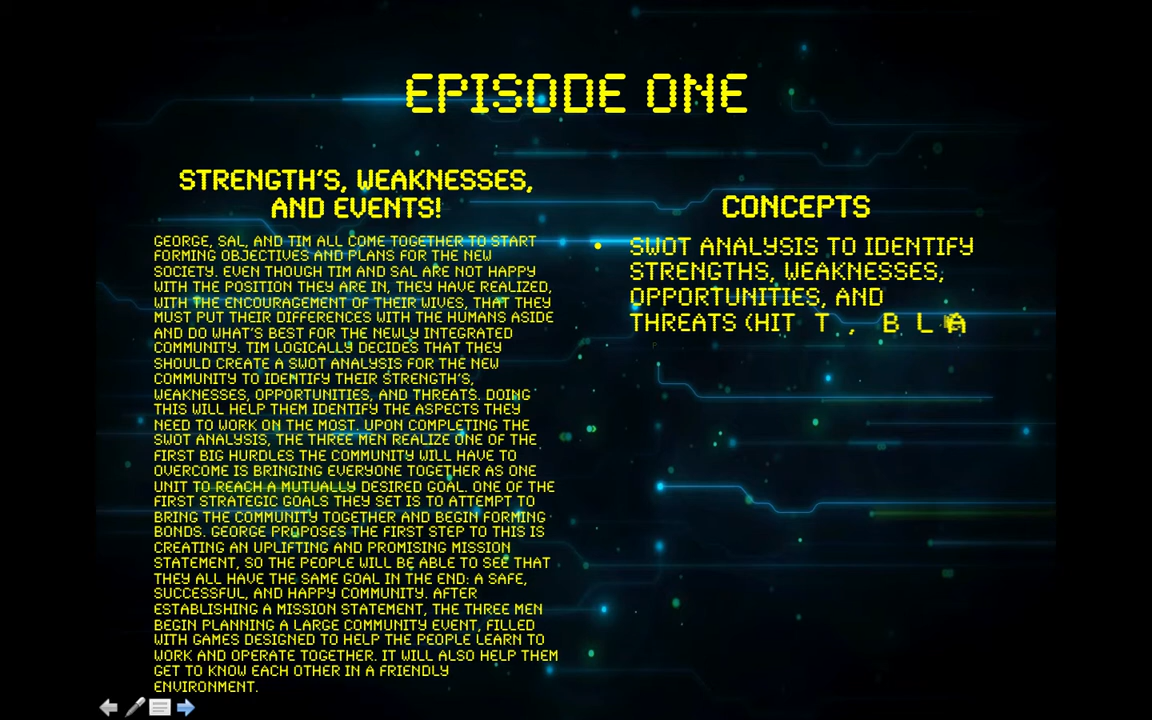 EPISODE ONE
STRENGTH'S, WEAKNESSES,
AND EVENTS!
GEORGE, SAL, AND TIM ALL COME TOGETHER TO START
FORMING OBJECTIVES AND PLANS FOR THE NEW
SOCIETY. EVEN THOUGH TIM AND SAL ARE NOT HAPPY
WITH THE POSITION THEY ARE IN, THEY HAVE REALIZED,
WITH THE ENCOURAGEMENT OF THEIR WIVES, THAT THEY
MUST PUT THEIR DIFFERENCES WITH THE HUMANS ASIDE
AND DO WHAT'S BEST FOR THE NEWLY INTEGRATED
COMMUNITY. TIM LOGICALLY DECIDES THAT THEY
SHOULD CREATE A SWOT ANALYSIS FOR THE NEW
COMMUNITY TO IDENTIFY THEIR STRENGTH'S,
WEAKNESSES, OPPORTUNITIES, AND THREATS. DOING
THIS WILL HELP THEM IDENTIFY THE ASPECTS THEY
NEED TO WORK ON THE MOST. UPON COMPLETING THE
SWOT ANALYSIS, THE THREE MEN REALIZE ONE OF THE
FIRST BIG HURDLES THE COMMUNITY WILL HAVE TO
OVERCOME IS BRINGING EVERYONE TOGETHER AS ONE
UNIT TO REACH A MUTUALLY DESIRED GOAL. ONE OF THE
FIRST STRATEGIC GOALS THEY SET IS TO ATTEMPT TO
BRING THE COMMUNITY TOGETHER AND BEGIN FORMING
BONDS. GEORGE PROPOSES THE FIRST STEP TO THIS IS
CREATING AN UPLIFTING AND PROMISING MISSION
STATEMENT, SO THE PEOPLE WILL BE ABLE TO SEE THAT
THEY ALL HAVE THE SAME GOAL IN THE END: A SAFE,
SUCCESSFUL, AND HAPPY COMMUNITY. AFTER
ESTABLISHING A MISSION STATEMENT, THE THREE MEN
BEGIN PLANNING A LARGE COMMUNITY EVENT, FILLED
WITH GAMES DESIGNED TO HELP THE PEOPLE LEARN TO
WORK AND OPERATE TOGETHER. IT WILL ALSO HELP THEM
GET TO KNOW EACH OTHER IN A FRIENDLY
ENVIRONMENT.
CONCEPTS
• SWOT ANALYSIS TO IDENTIFY
STRENGTHS, WEAKNESSES,
OPPORTUNITIES, AND
THREATS (HIT T , B L